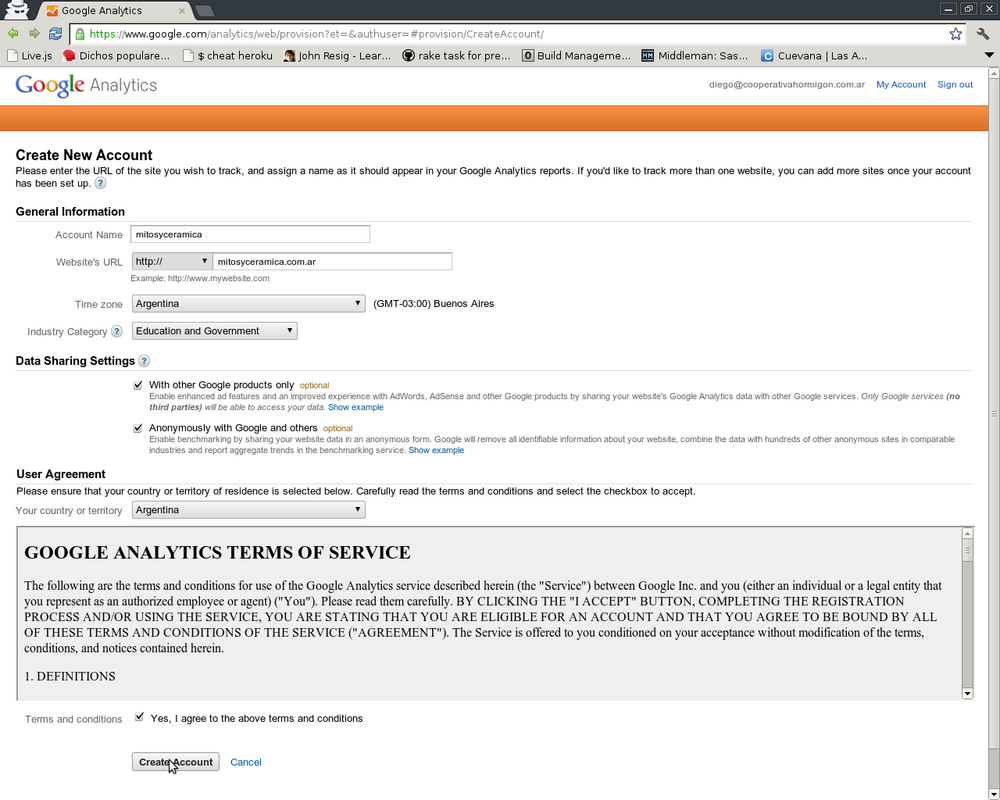 Google Analytics
https://www.google.com/analytics/web/provision?et=&authuser=#provision/CreateAccount/
Live.js Dichos populare... $ cheat heroku John Resig - Lear... rake task for pre... Build Manageme... Middleman: Sas... Cuevana | Las A...
Google Analytics diego@cooperativahormigon.com.ar My Account Sign out
Create New Account
Please enter the URL of the site you wish to track, and assign a name as it should appear in your Google Analytics reports. If you'd like to track more than one website, you can add more sites once your account
has been set up. ?
General Information
Account Name mitosyceramica
Website's URL http:// mitosyceramica.com.ar
Example: http://www.mywebsite.com
Time zone Argentina (GMT-03:00) Buenos Aires
Industry Category ? Education and Government
Data Sharing Settings ?
With other Google products only optional
Enable enhanced ad features and an improved experience with AdWords, AdSense and other Google products by sharing your website's Google Analytics data with other Google services. Only Google services (no
third parties) will be able to access your data. Show example
Anonymously with Google and others optional
Enable benchmarking by sharing your website data in an anonymous form. Google will remove all identifiable information about your website, combine the data with hundreds of other anonymous sites in comparable
industries and report aggregate trends in the benchmarking service. Show example
User Agreement
Please ensure that your country or territory of residence is selected below. Carefully read the terms and conditions and select the checkbox to accept.
Your country or territory Argentina
GOOGLE ANALYTICS TERMS OF SERVICE
The following are the terms and conditions for use of the Google Analytics service described herein (the "Service") between Google Inc. and you (either an individual or a legal entity that
you represent as an authorized employee or agent) ("You"). Please read them carefully. BY CLICKING THE "I ACCEPT" BUTTON, COMPLETING THE REGISTRATION
PROCESS AND/OR USING THE SERVICE, YOU ARE STATING THAT YOU ARE ELIGIBLE FOR AN ACCOUNT AND THAT YOU AGREE TO BE BOUND BY ALL
OF THESE TERMS AND CONDITIONS OF THE SERVICE ("AGREEMENT"). The Service is offered to you conditioned on your acceptance without modification of the terms,
conditions, and notices contained herein.
1. DEFINITIONS
Terms and conditions Yes, I agree to the above terms and conditions
Create Account Cancel